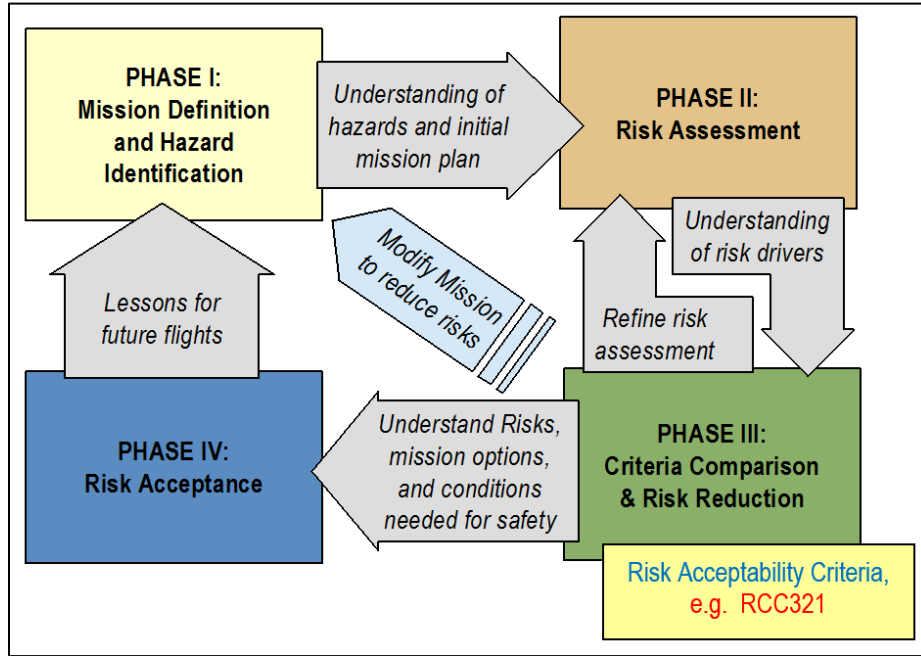 PHASE I:
Mission Definition
and Hazard
Identification
Understanding of
hazards and initial
mission plan
PHASE II:
Risk Assessment
Understanding
of risk drivers
Refine risk
assessment
Modify Mission
to reduce risks
Lessons for
future flights
PHASE IV:
Risk Acceptance
Understand Risks,
mission options,
and conditions
needed for safety
PHASE III:
Criteria Comparison
& Risk Reduction
Risk Acceptability Criteria,
e.g. RCC321